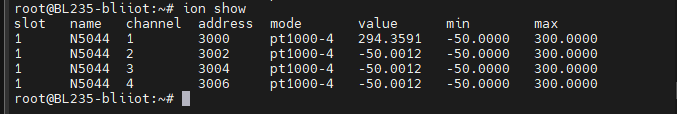 root@BL235-bliiot:~# ion show
slot name channel address mode value min max
1 N5044 1 3000 pt1000-4 294.3591 -50.0000 300.0000
1 N5044 2 3002 pt1000-4 -50.0012 -50.0000 300.0000
1 N5044 3 3004 pt1000-4 -50.0012 -50.0000 300.0000
1 N5044 4 3006 pt1000-4 -50.0012 -50.0000 300.0000
root@BL235-bliiot:~#